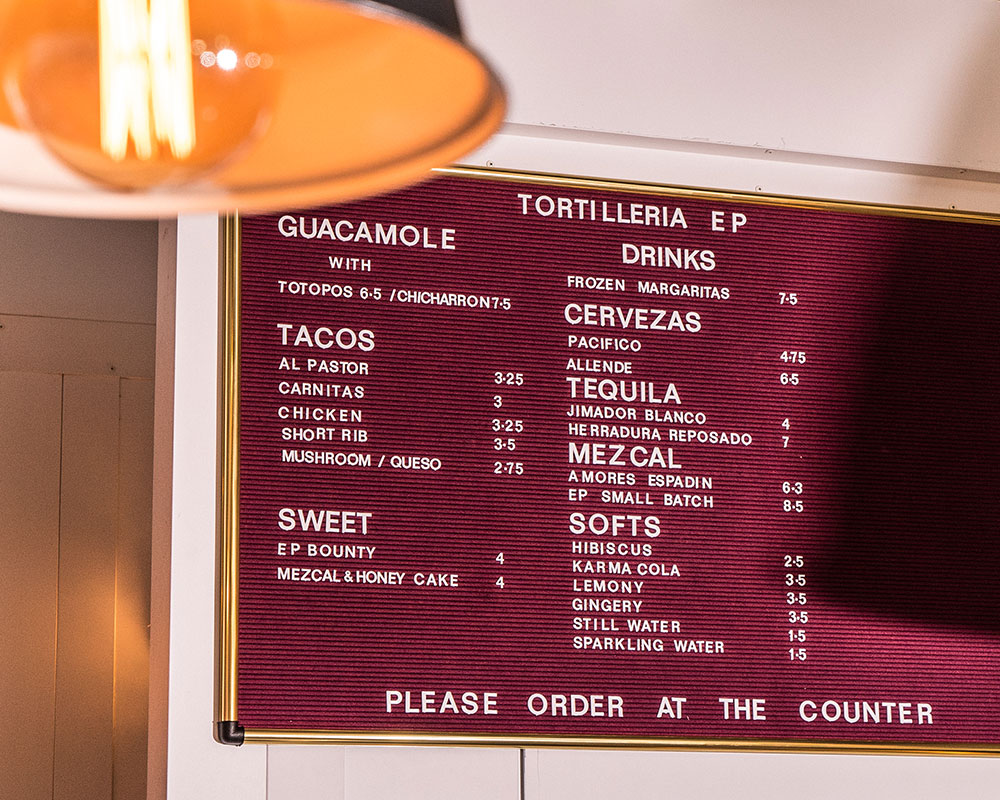 TORTILLERIA EP
GUACAMOLE
WITH
TOTOPOS 6.5 / CHICHARRON 7.5
TACOS
AL PASTOR 3.25
CARNITAS 3
CHICKEN 3.25
SHORT RIB 3.5
MUSHROOM / QUESO 2.75
SWEET
EP BOUNTY 4
MEZCAL & HONEY CAKE 4
DRINKS
FROZEN MARGARITAS 7.5
CERVEZAS
PACIFICO 4.75
ALLENDE 6.5
TEQUILA
JIMADOR BLANCO 4
HERRADURA REPOSADO 7
MEZCAL
AMORES ESPADIN 6.3
EP SMALL BATCH 8.5
SOFTS
HIBISCUS 2.5
KARMA COLA 3.5
LEMONY 3.5
GINGERY 3.5
STILL WATER 1.5
SPARKLING WATER 1.5
PLEASE ORDER AT THE COUNTER